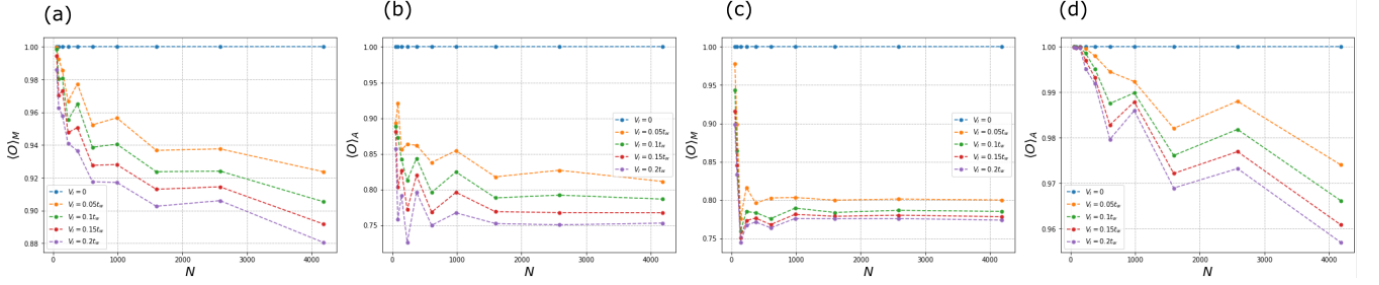 (a)
(b)
(c)
(d)
1.00
0.98
0.96
0.94
0.92
0.90
0.88
⟨O⟩M
0
1000
2000
3000
4000
N
V_I = 0
V_I = 0.05t_w
V_I = 0.1t_w
V_I = 0.15t_w
V_I = 0.2t_w
1.00
0.95
0.90
0.85
0.80
0.75
⟨O⟩A
0
1000
2000
3000
4000
N
V_I = 0
V_I = 0.05t_w
V_I = 0.1t_w
V_I = 0.15t_w
V_I = 0.2t_w
1.00
0.95
0.90
0.85
0.80
0.75
⟨O⟩M
0
1000
2000
3000
4000
N
V_I = 0
V_I = 0.05t_w
V_I = 0.1t_w
V_I = 0.15t_w
V_I = 0.2t_w
1.00
0.99
0.98
0.97
0.96
⟨O⟩A
0
1000
2000
3000
4000
N
V_I = 0
V_I = 0.05t_w
V_I = 0.1t_w
V_I = 0.15t_w
V_I = 0.2t_w